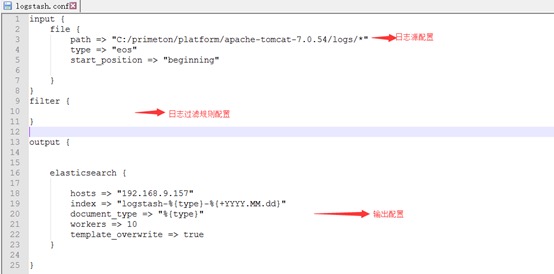 logstash.conf
1 input {
2 file {
3 path => "C:/primeton/platform/apache-tomcat-7.0.54/logs/*" 日志源配置
4 type => "eos"
5 start_position => "beginning"
6
7 }
8 }
9 filter {
10 日志过滤规则配置
11 }
12
13 output {
14
15
16 elasticsearch {
17
18 hosts => "192.168.9.157"
19 index => "logstash-%{type}-%{+YYYY.MM.dd}"
20 document_type => "%{type}" 输出配置
21 workers => 10
22 template_overwrite => true
23 }
24
25 }